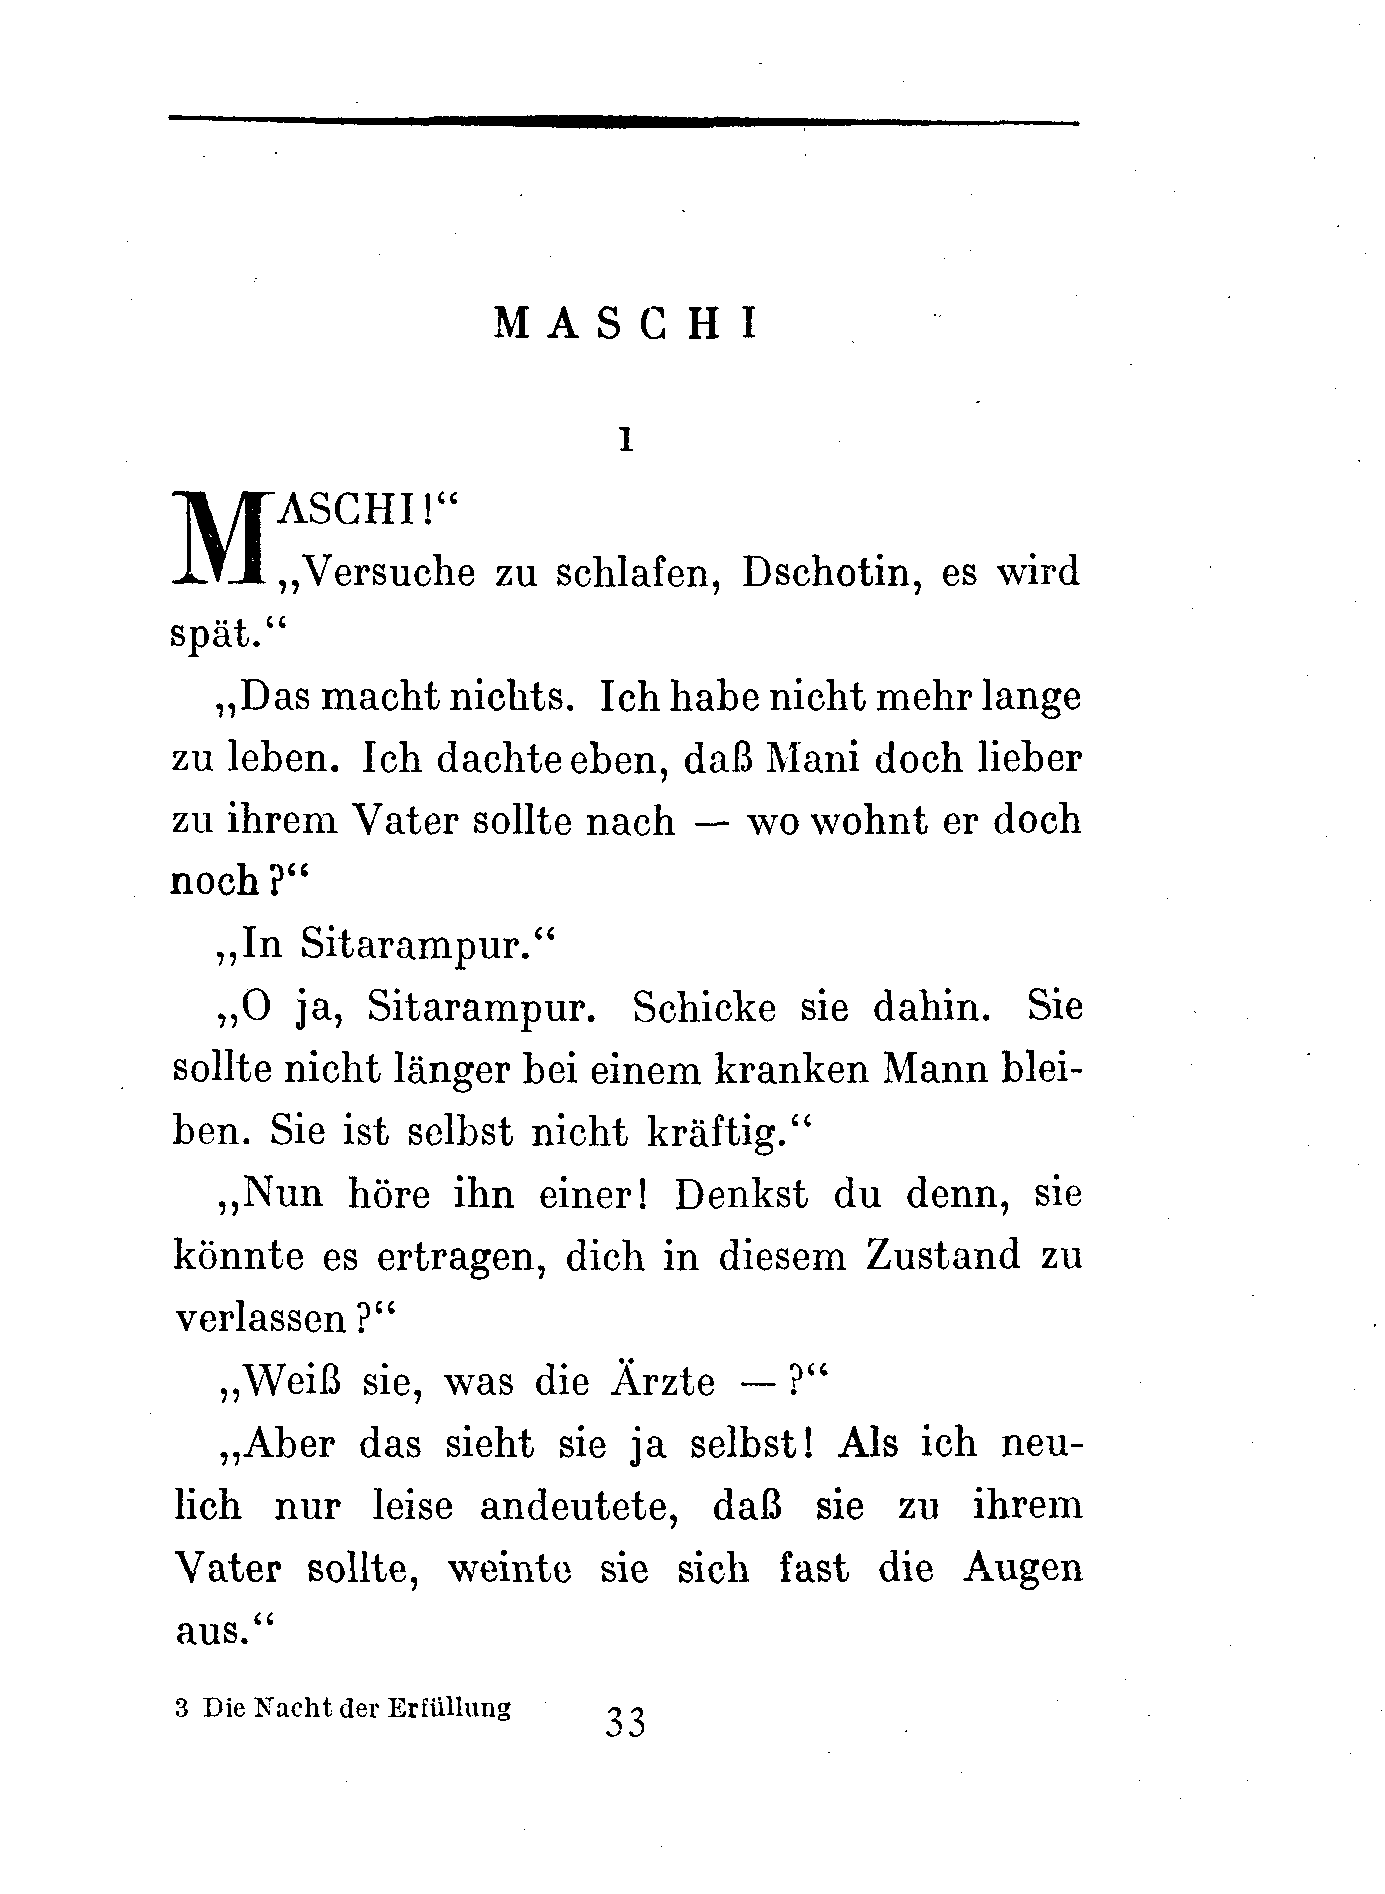 MASCHI
1
MASCHI!“
„Versuche zu schlafen, Dschotin, es wird
spät.“
„Das macht nichts. Ich habe nicht mehr lange
zu leben. Ich dachte eben, daß Mani doch lieber
zu ihrem Vater sollte nach — wo wohnt er doch
noch?“
„In Sitarampur.“
„O ja, Sitarampur. Schicke sie dahin. Sie
sollte nicht länger bei einem kranken Mann blei-
ben. Sie ist selbst nicht kräftig.“
„Nun höre ihn einer! Denkst du denn, sie
könnte es ertragen, dich in diesem Zustand zu
verlassen?“
„Weiß sie, was die Ärzte — ?“
„Aber das sieht sie ja selbst! Als ich neu-
lich nur leise andeutete, daß sie zu ihrem
Vater sollte, weinte sie sich fast die Augen
aus.“
3 Die Nacht der Erfüllung
33